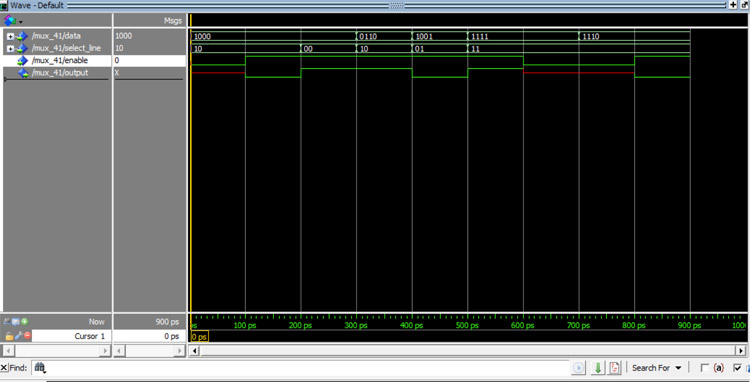 Wave - Default
Msgs
/mux_41/data 1000 1000 0110 1001 1111 1110
/mux_41/select_line 10 10 00 10 01 11
/mux_41/enable 0
/mux_41/output X
Now 900 ps ps 100 ps 200 ps 300 ps 400 ps 500 ps 600 ps 700 ps 800 ps 900 ps 1000
Cursor 1 0 ps 0 ps
Find: Search For (a)